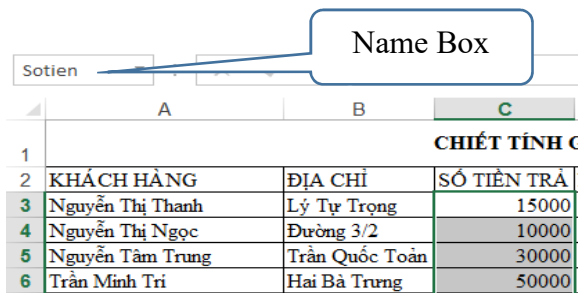 Name Box
Sotien
A B C
1 CHIẾT TÍNH G
2 KHÁCH HÀNG ĐỊA CHỈ SỐ TIỀN TRẢ
3 Nguyễn Thị Thanh Lý Tự Trọng 15000
4 Nguyễn Thị Ngọc Đường 3/2 10000
5 Nguyễn Tâm Trung Trần Quốc Toản 30000
6 Trần Minh Trí Hai Bà Trưng 50000